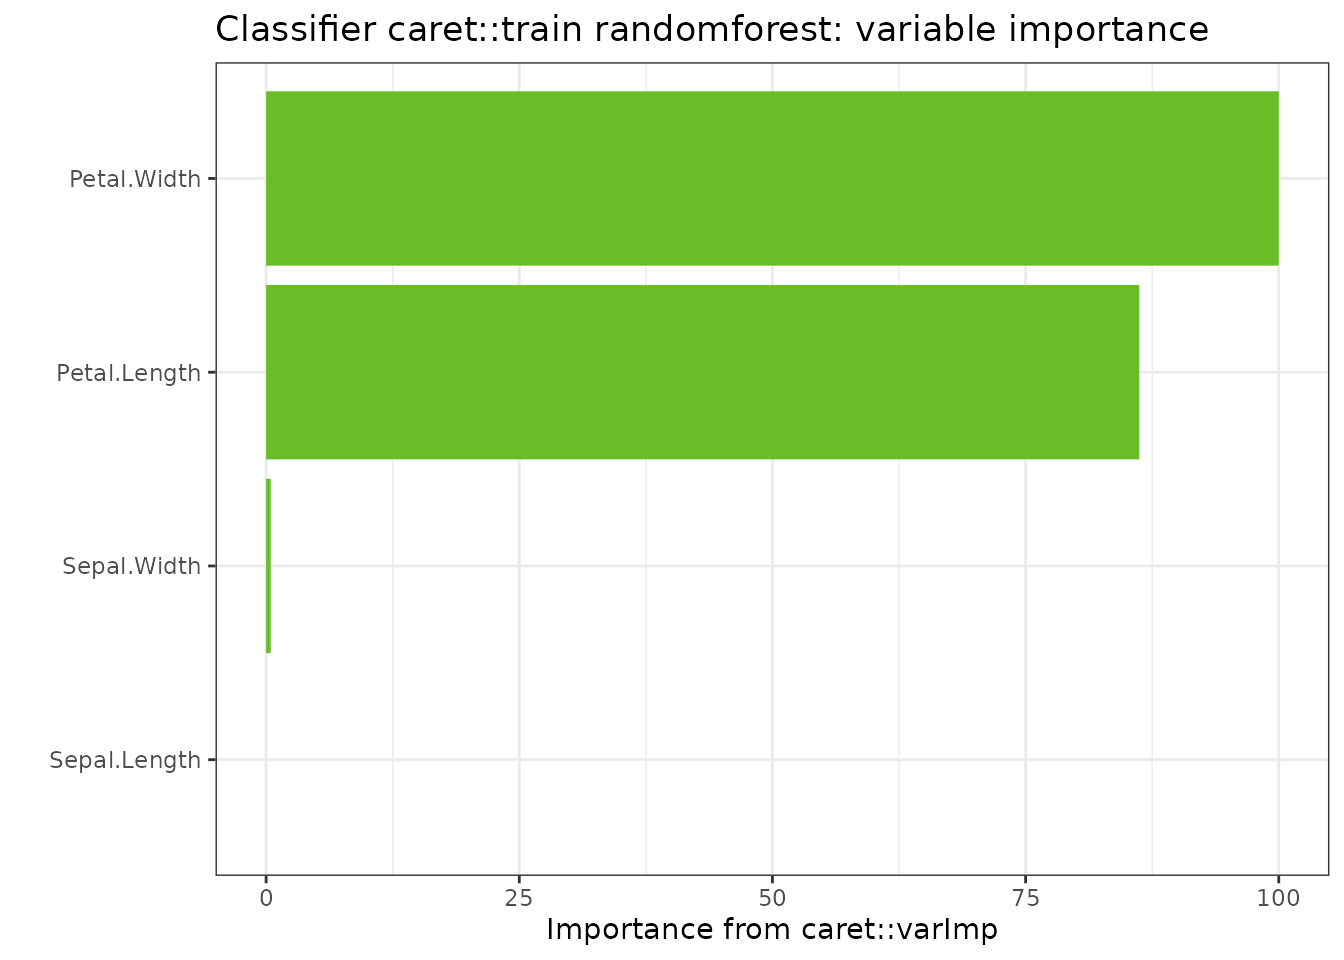 Classifier caret::train randomforest: variable importance
Petal.Width
Petal.Length
Sepal.Width
Sepal.Length
0 25 50 75 100
Importance from caret::varImp